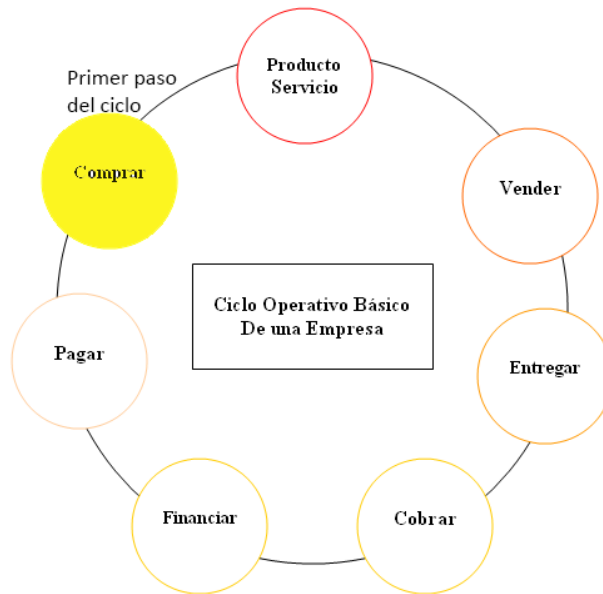 Producto
Servicio
Primer paso
del ciclo
Comprar
Vender
Ciclo Operativo Básico
De una Empresa
Pagar
Entregar
Financiar
Cobrar